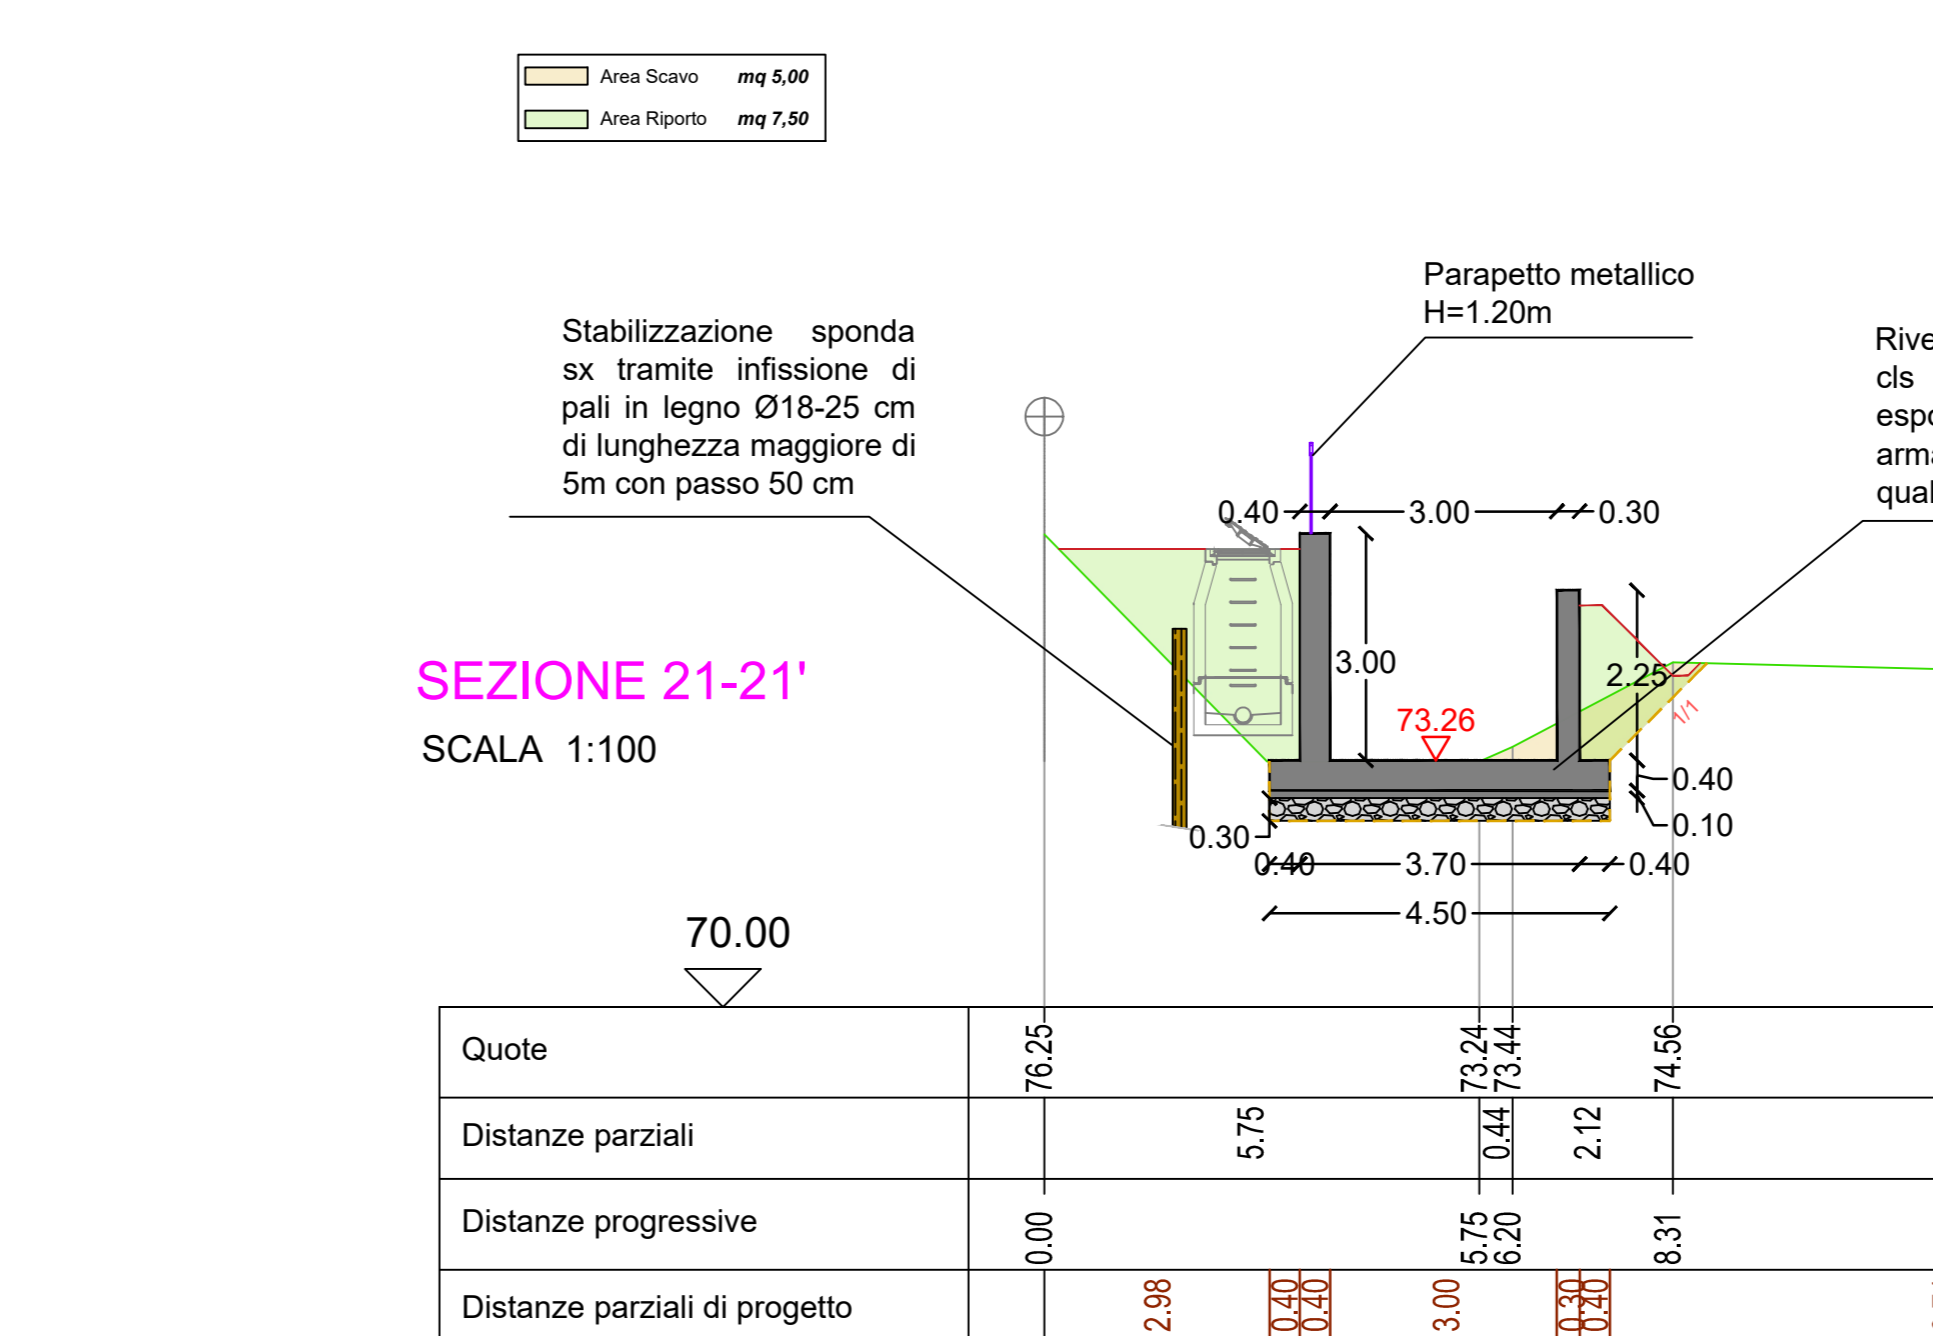 Area Scavo mq 5,00
Area Riporto mq 7,50
Parapetto metallico
H=1.20m
Stabilizzazione sponda
sx tramite infissione di
pali in legno Ø18-25 cm
di lunghezza maggiore di
5m con passo 50 cm
cls
0.40 3.00 0.30
3.00
2.25
1/1
73.26
SEZIONE 21-21'
SCALA 1:100
0.40
0.10
0.30
0.40 3.70 0.40
4.50
70.00
Quote 76.25 73.24 73.44 74.56
Distanze parziali 5.75 0.44 2.12
Distanze progressive 0.00 5.75 6.20 8.31
Distanze parziali di progetto 2.98 0.40 0.40 3.00 0.30 0.40